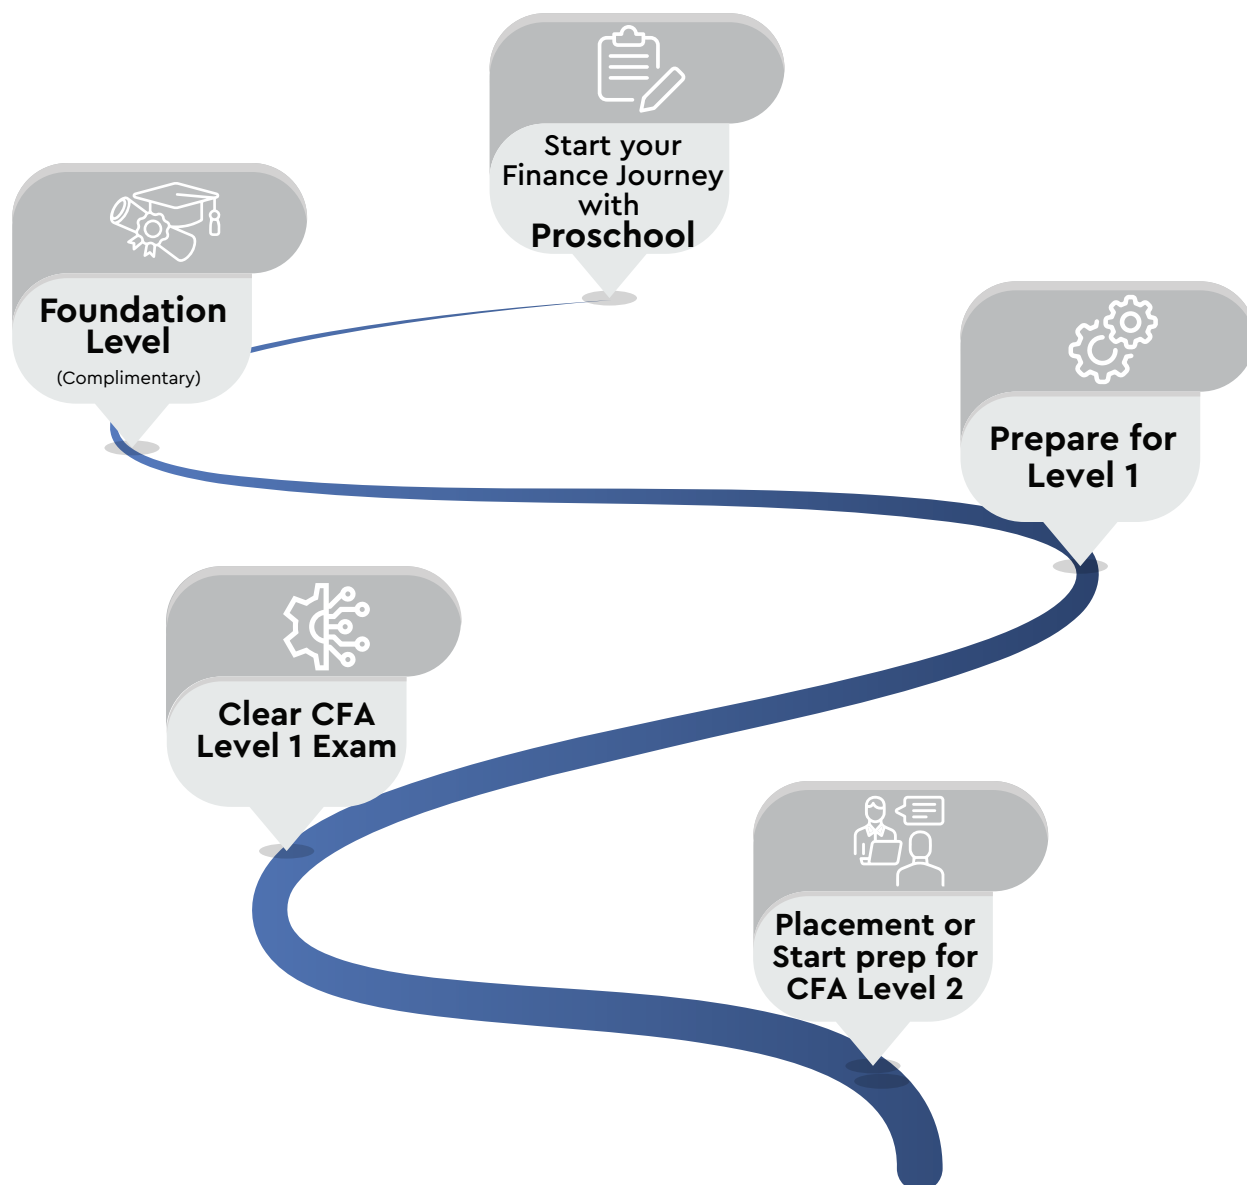 Start your
Finance Journey
with
Proschool
Foundation
Level
(Complimentary)
Prepare for
Level 1
Clear CFA
Level 1 Exam
Placement or
Start prep for
CFA Level 2